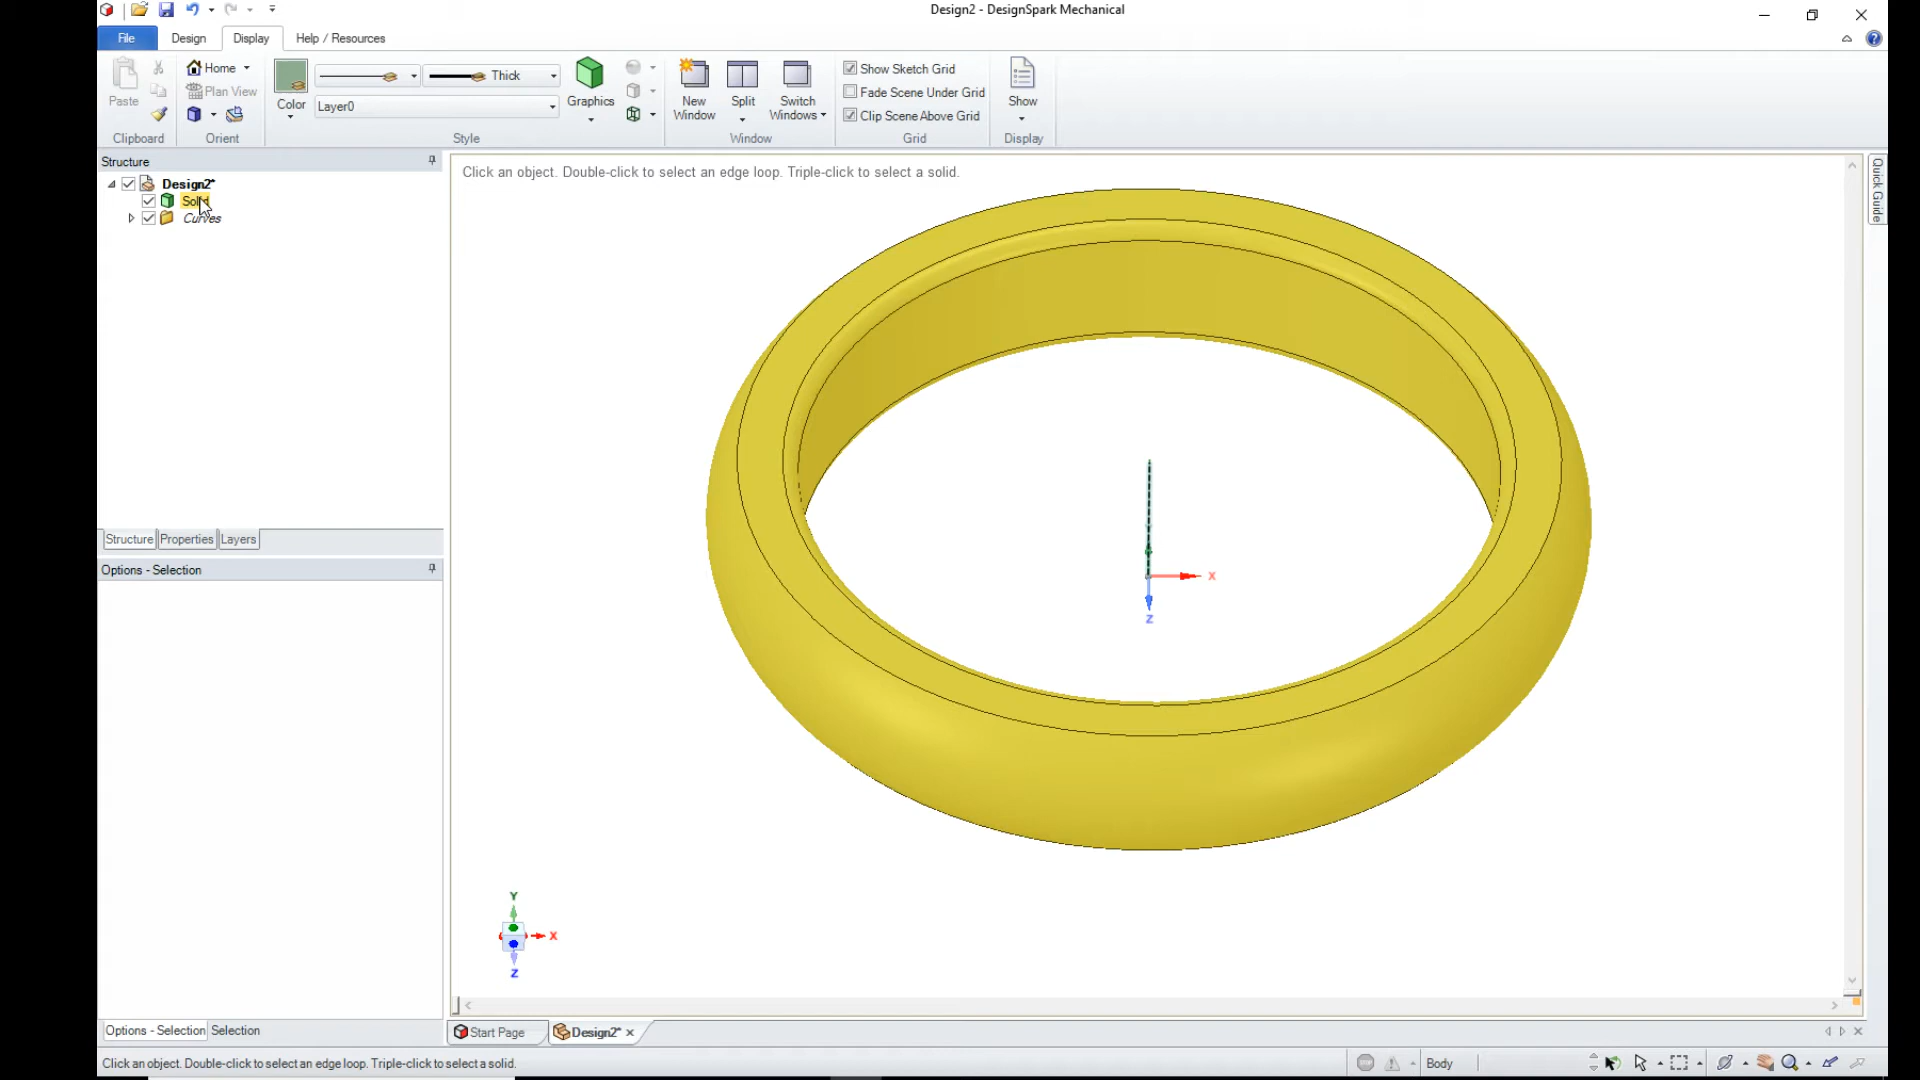 Design2 - DesignSpark Mechanical
File Design Display Help / Resources
Paste
Clipboard
Home
Plan View
Orient
Color
Thick
Layer0
Graphics
Style
New Window
Split
Switch Windows
Window
Show Sketch Grid
Fade Scene Under Grid
Clip Scene Above Grid
Grid
Show
Display
Structure
Design2*
Solid
Curves
Structure Properties Layers
Options - Selection
Options - Selection Selection
Click an object. Double-click to select an edge loop. Triple-click to select a solid.
X
Z
Y
X
Z
Quick Guide
Start Page Design2*
Click an object. Double-click to select an edge loop. Triple-click to select a solid.
Body